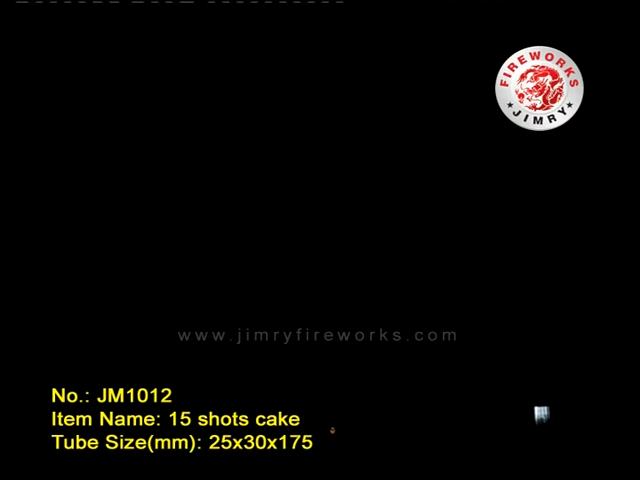 FIREWORKS
JIMRY
www.jimryfireworks.com
No.: JM1012
Item Name: 15 shots cake
Tube Size(mm): 25x30x175